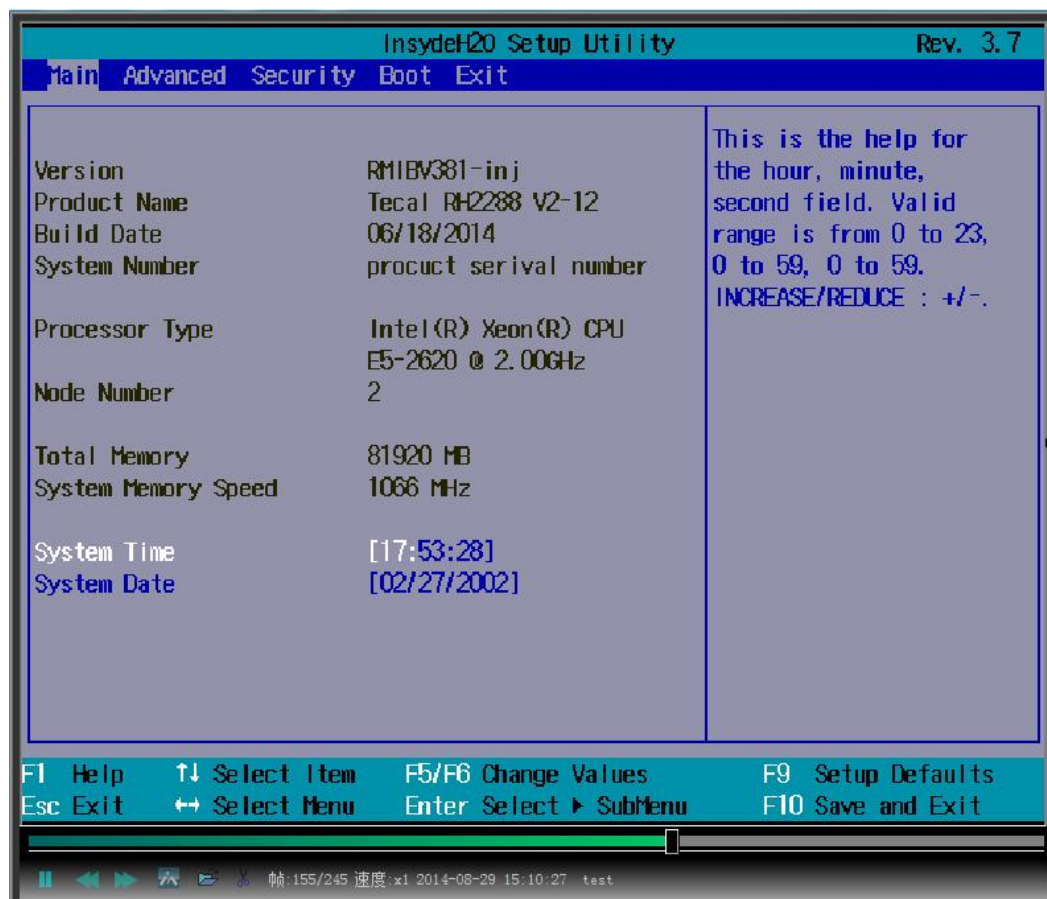 InsydeH2O Setup Utility Rev. 3.7
Main Advanced Security Boot Exit
Version RMIBV381-inj
Product Name Tecal RH2288 V2-12
Build Date 06/18/2014
System Number procuct serival number
Processor Type Intel(R) Xeon(R) CPU
E5-2620 @ 2.00GHz
Node Number 2
Total Memory 81920 MB
System Memory Speed 1066 MHz
System Time [17:53:28]
System Date [02/27/2002]
This is the help for
the hour, minute,
second field. Valid
range is from 0 to 23,
0 to 59, 0 to 59.
INCREASE/REDUCE : +/-.
F1 Help ↑↓ Select Item F5/F6 Change Values F9 Setup Defaults
Esc Exit ↔ Select Menu Enter Select ▶ SubMenu F10 Save and Exit
帧:155/245 速度:x1 2014-08-29 15:10:27 test